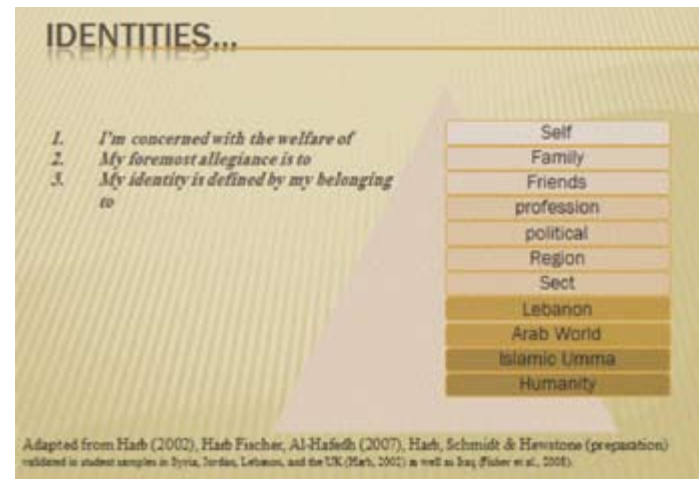 IDENTITIES...
1. I'm concerned with the welfare of
2. My foremost allegiance is to
3. My identity is defined by my belonging
to
Self
Family
Friends
profession
political
Region
Sect
Lebanon
Arab World
Islamic Umma
Humanity
Adapted from Harb (2002), Harb Fischer, Al-Hafedh (2007), Harb, Schmidt & Hewstone (preparation)
validated in student samples in Syria, Jordan, Lebanon, and the UK (Harb, 2002) as well as Iraq (Fisher et al., 2008).